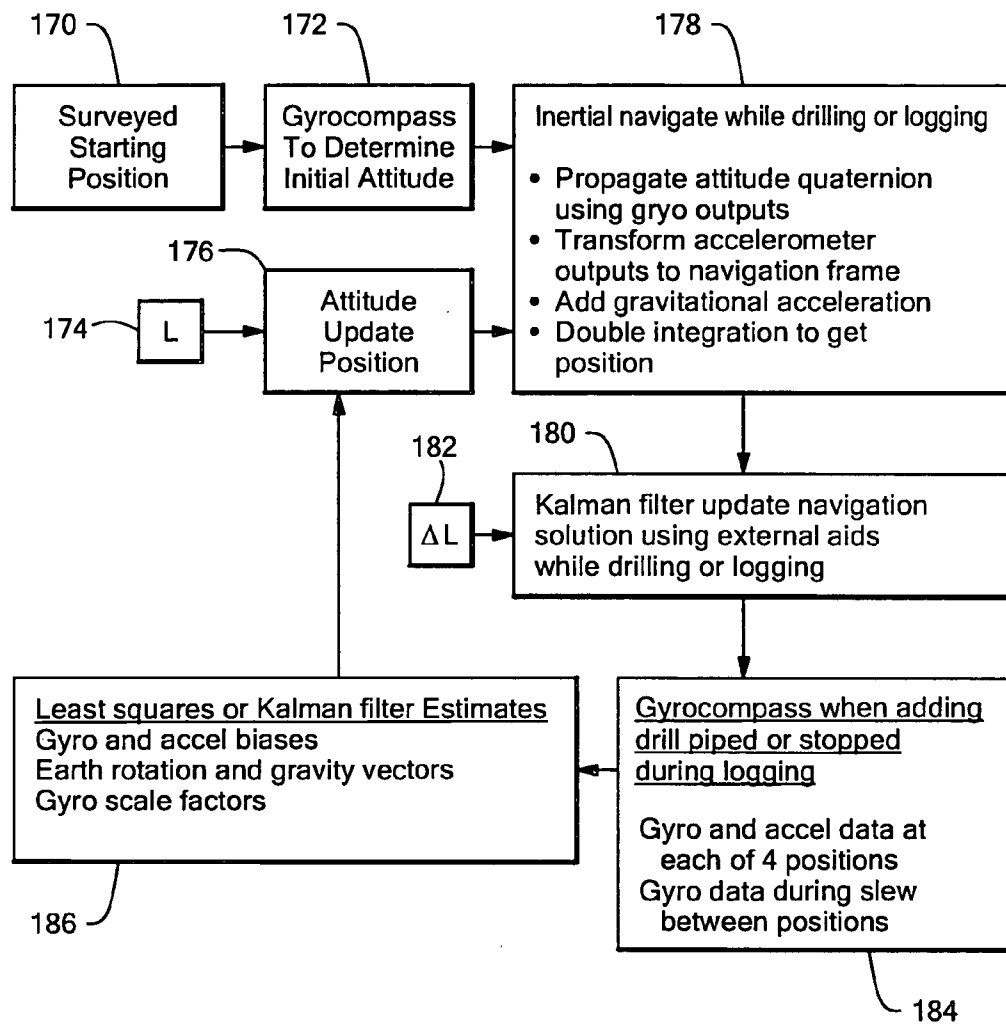 170
172
178
Surveyed
Starting
Position
Gyrocompass
To Determine
Initial Attitude
Inertial navigate while drilling or logging
• Propagate attitude quaternion
using gryo outputs
• Transform accelerometer
outputs to navigation frame
• Add gravitational acceleration
• Double integration to get
position
176
174
L
Attitude
Update
Position
182
180
ΔL
Kalman filter update navigation
solution using external aids
while drilling or logging
Least squares or Kalman filter Estimates
Gyro and accel biases
Earth rotation and gravity vectors
Gyro scale factors
Gyrocompass when adding
drill piped or stopped
during logging
Gyro and accel data at
each of 4 positions
Gyro data during slew
between positions
186
184